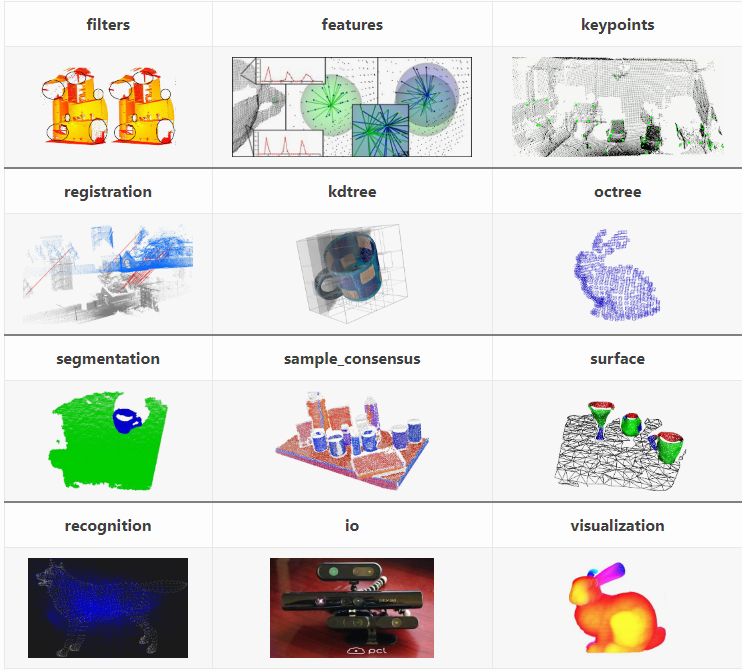 filters features keypoints
registration kdtree octree
segmentation sample_consensus surface
recognition io visualization
pcl